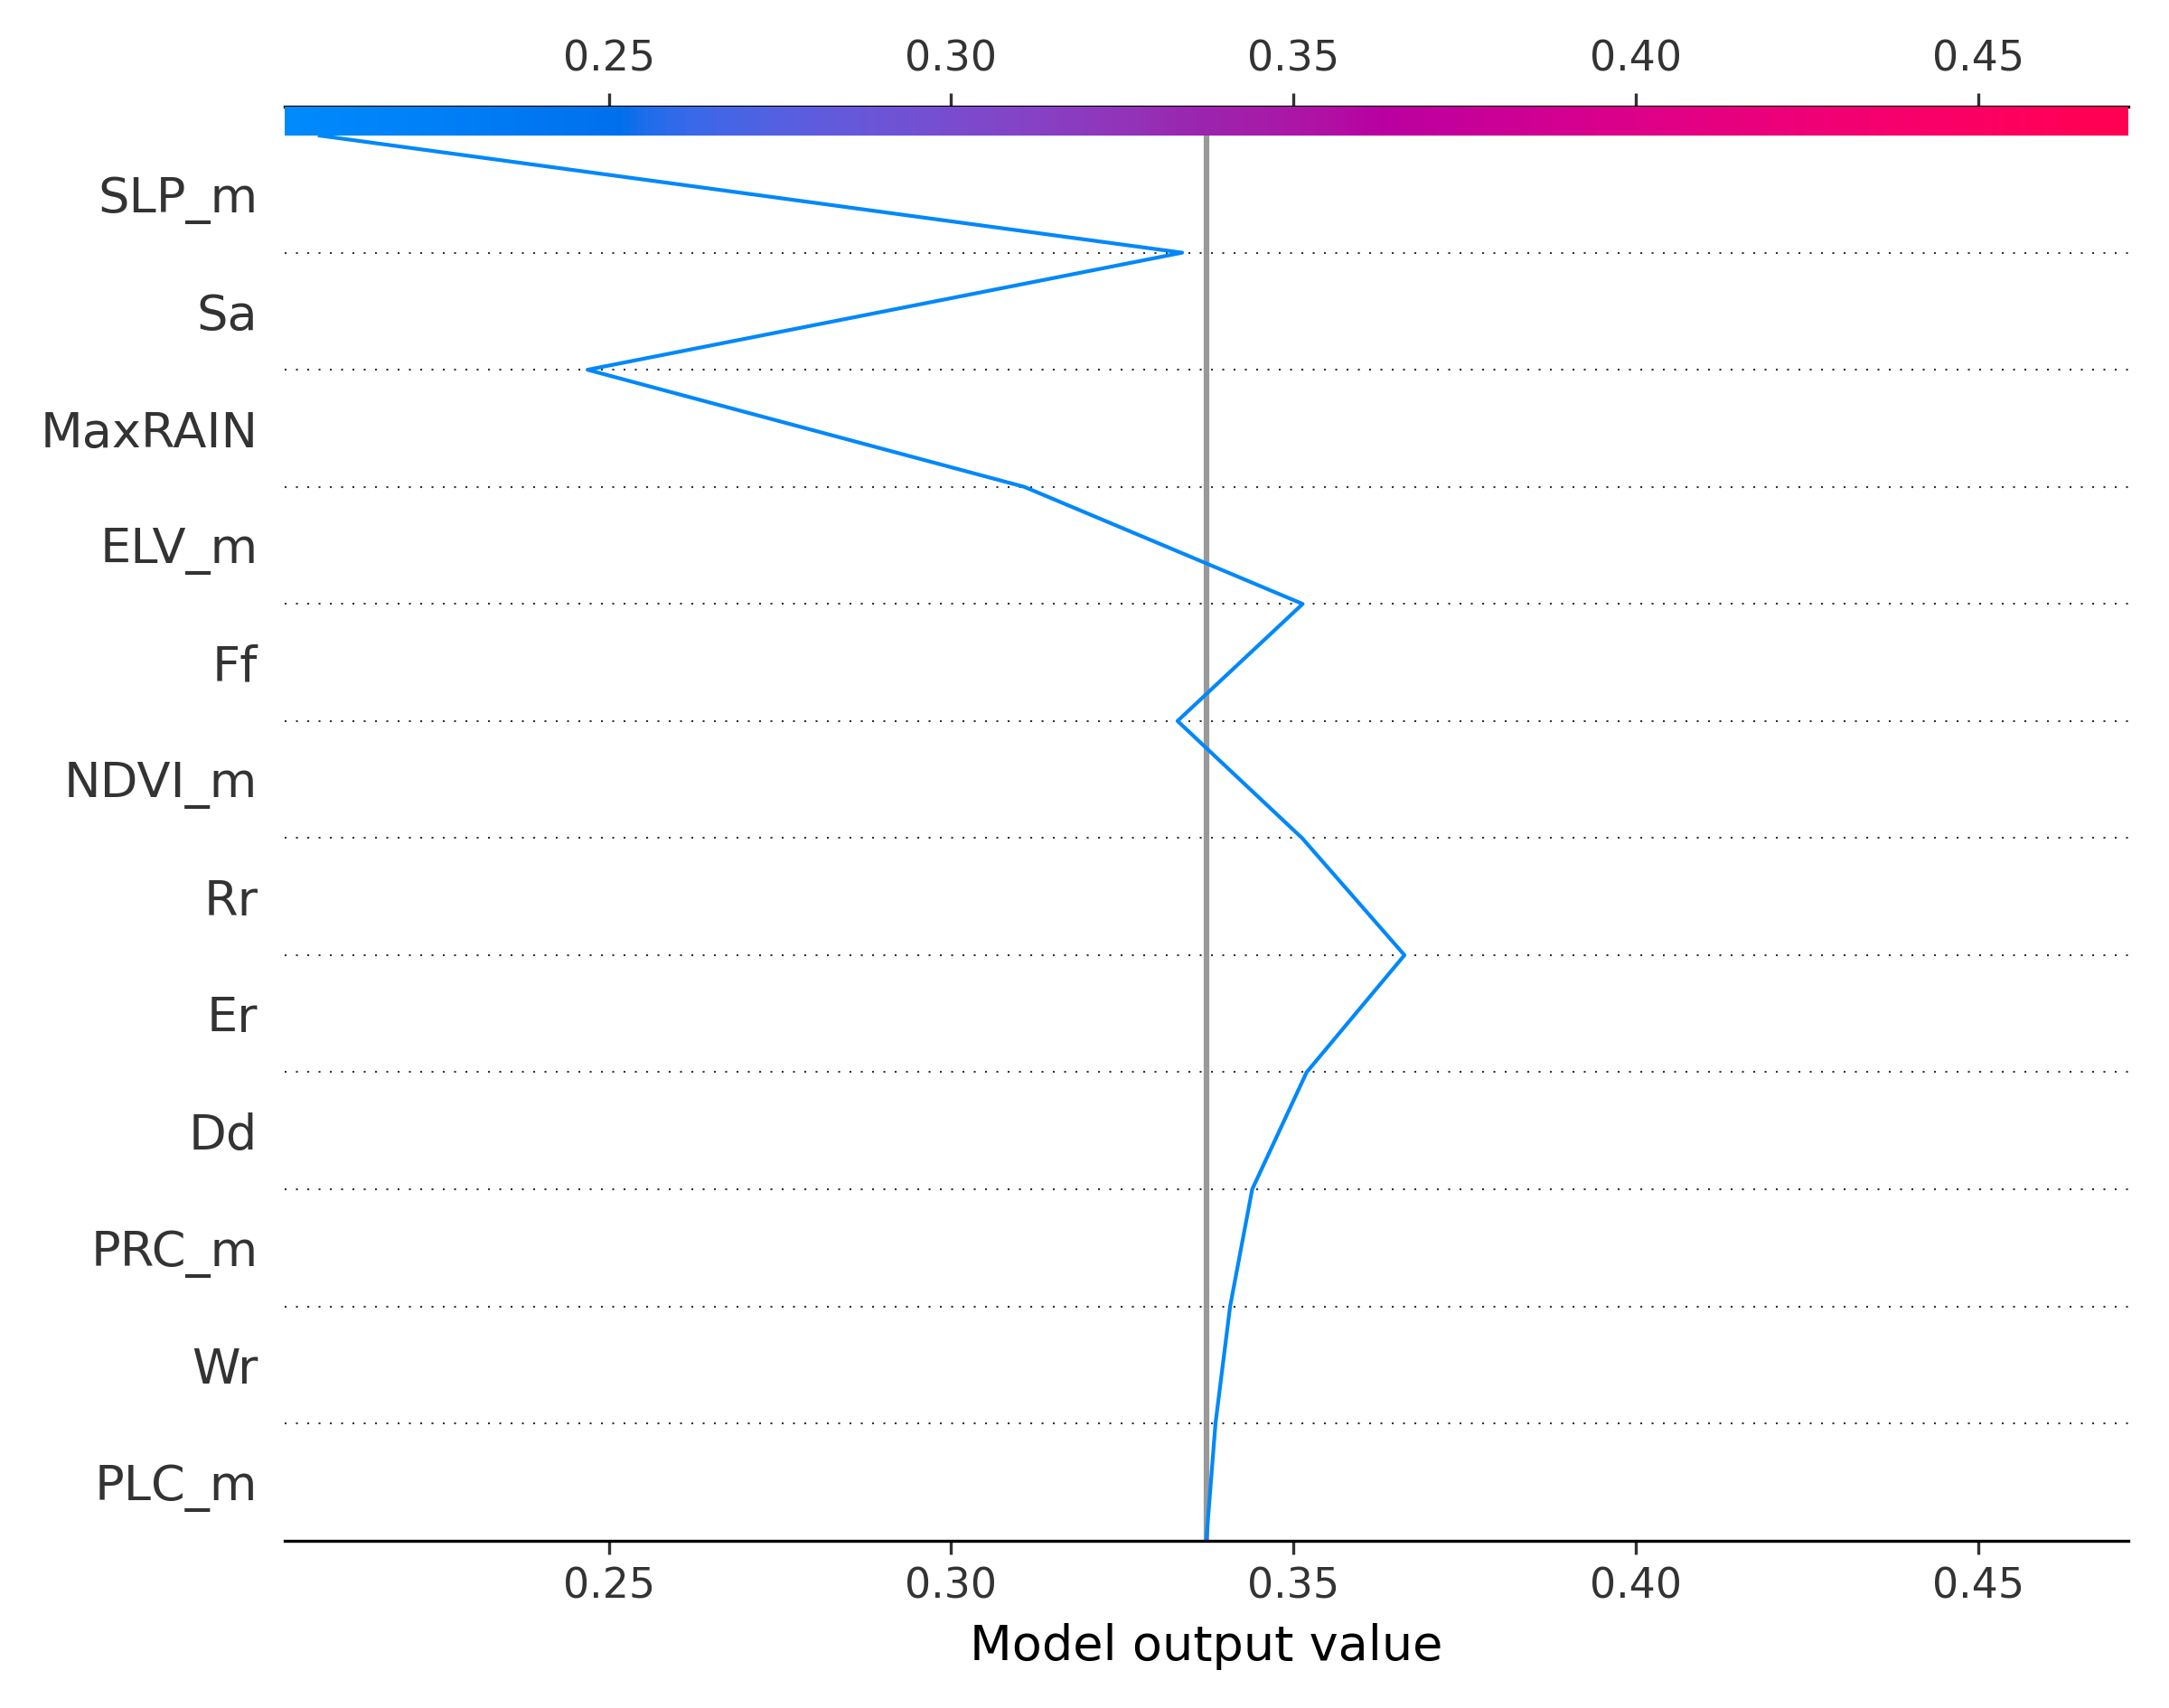 0.25 0.30 0.35 0.40 0.45
SLP_m
Sa
MaxRAIN
ELV_m
Ff
NDVI_m
Rr
Er
Dd
PRC_m
Wr
PLC_m
0.25 0.30 0.35 0.40 0.45
Model output value